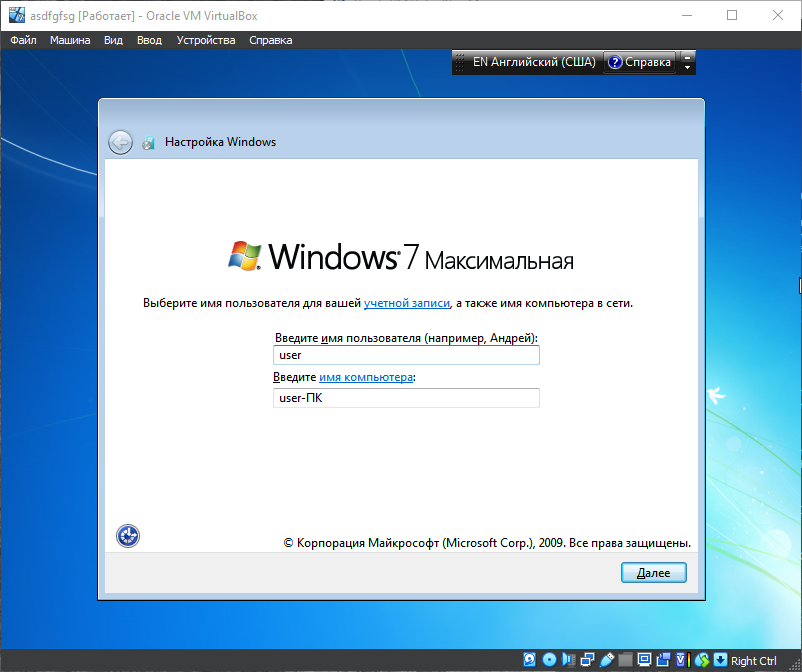 asdfgfsg [Работает] - Oracle VM VirtualBox
Файл Машина Вид Ввод Устройства Справка
EN Английский (США) ? Справка
Настройка Windows
Windows 7 Максимальная
Выберите имя пользователя для вашей учетной записи, а также имя компьютера в сети.
Введите имя пользователя (например, Андрей):
user
Введите имя компьютера:
user-ПК
© Корпорация Майкрософт (Microsoft Corp.), 2009. Все права защищены.
Далее
Right Ctrl